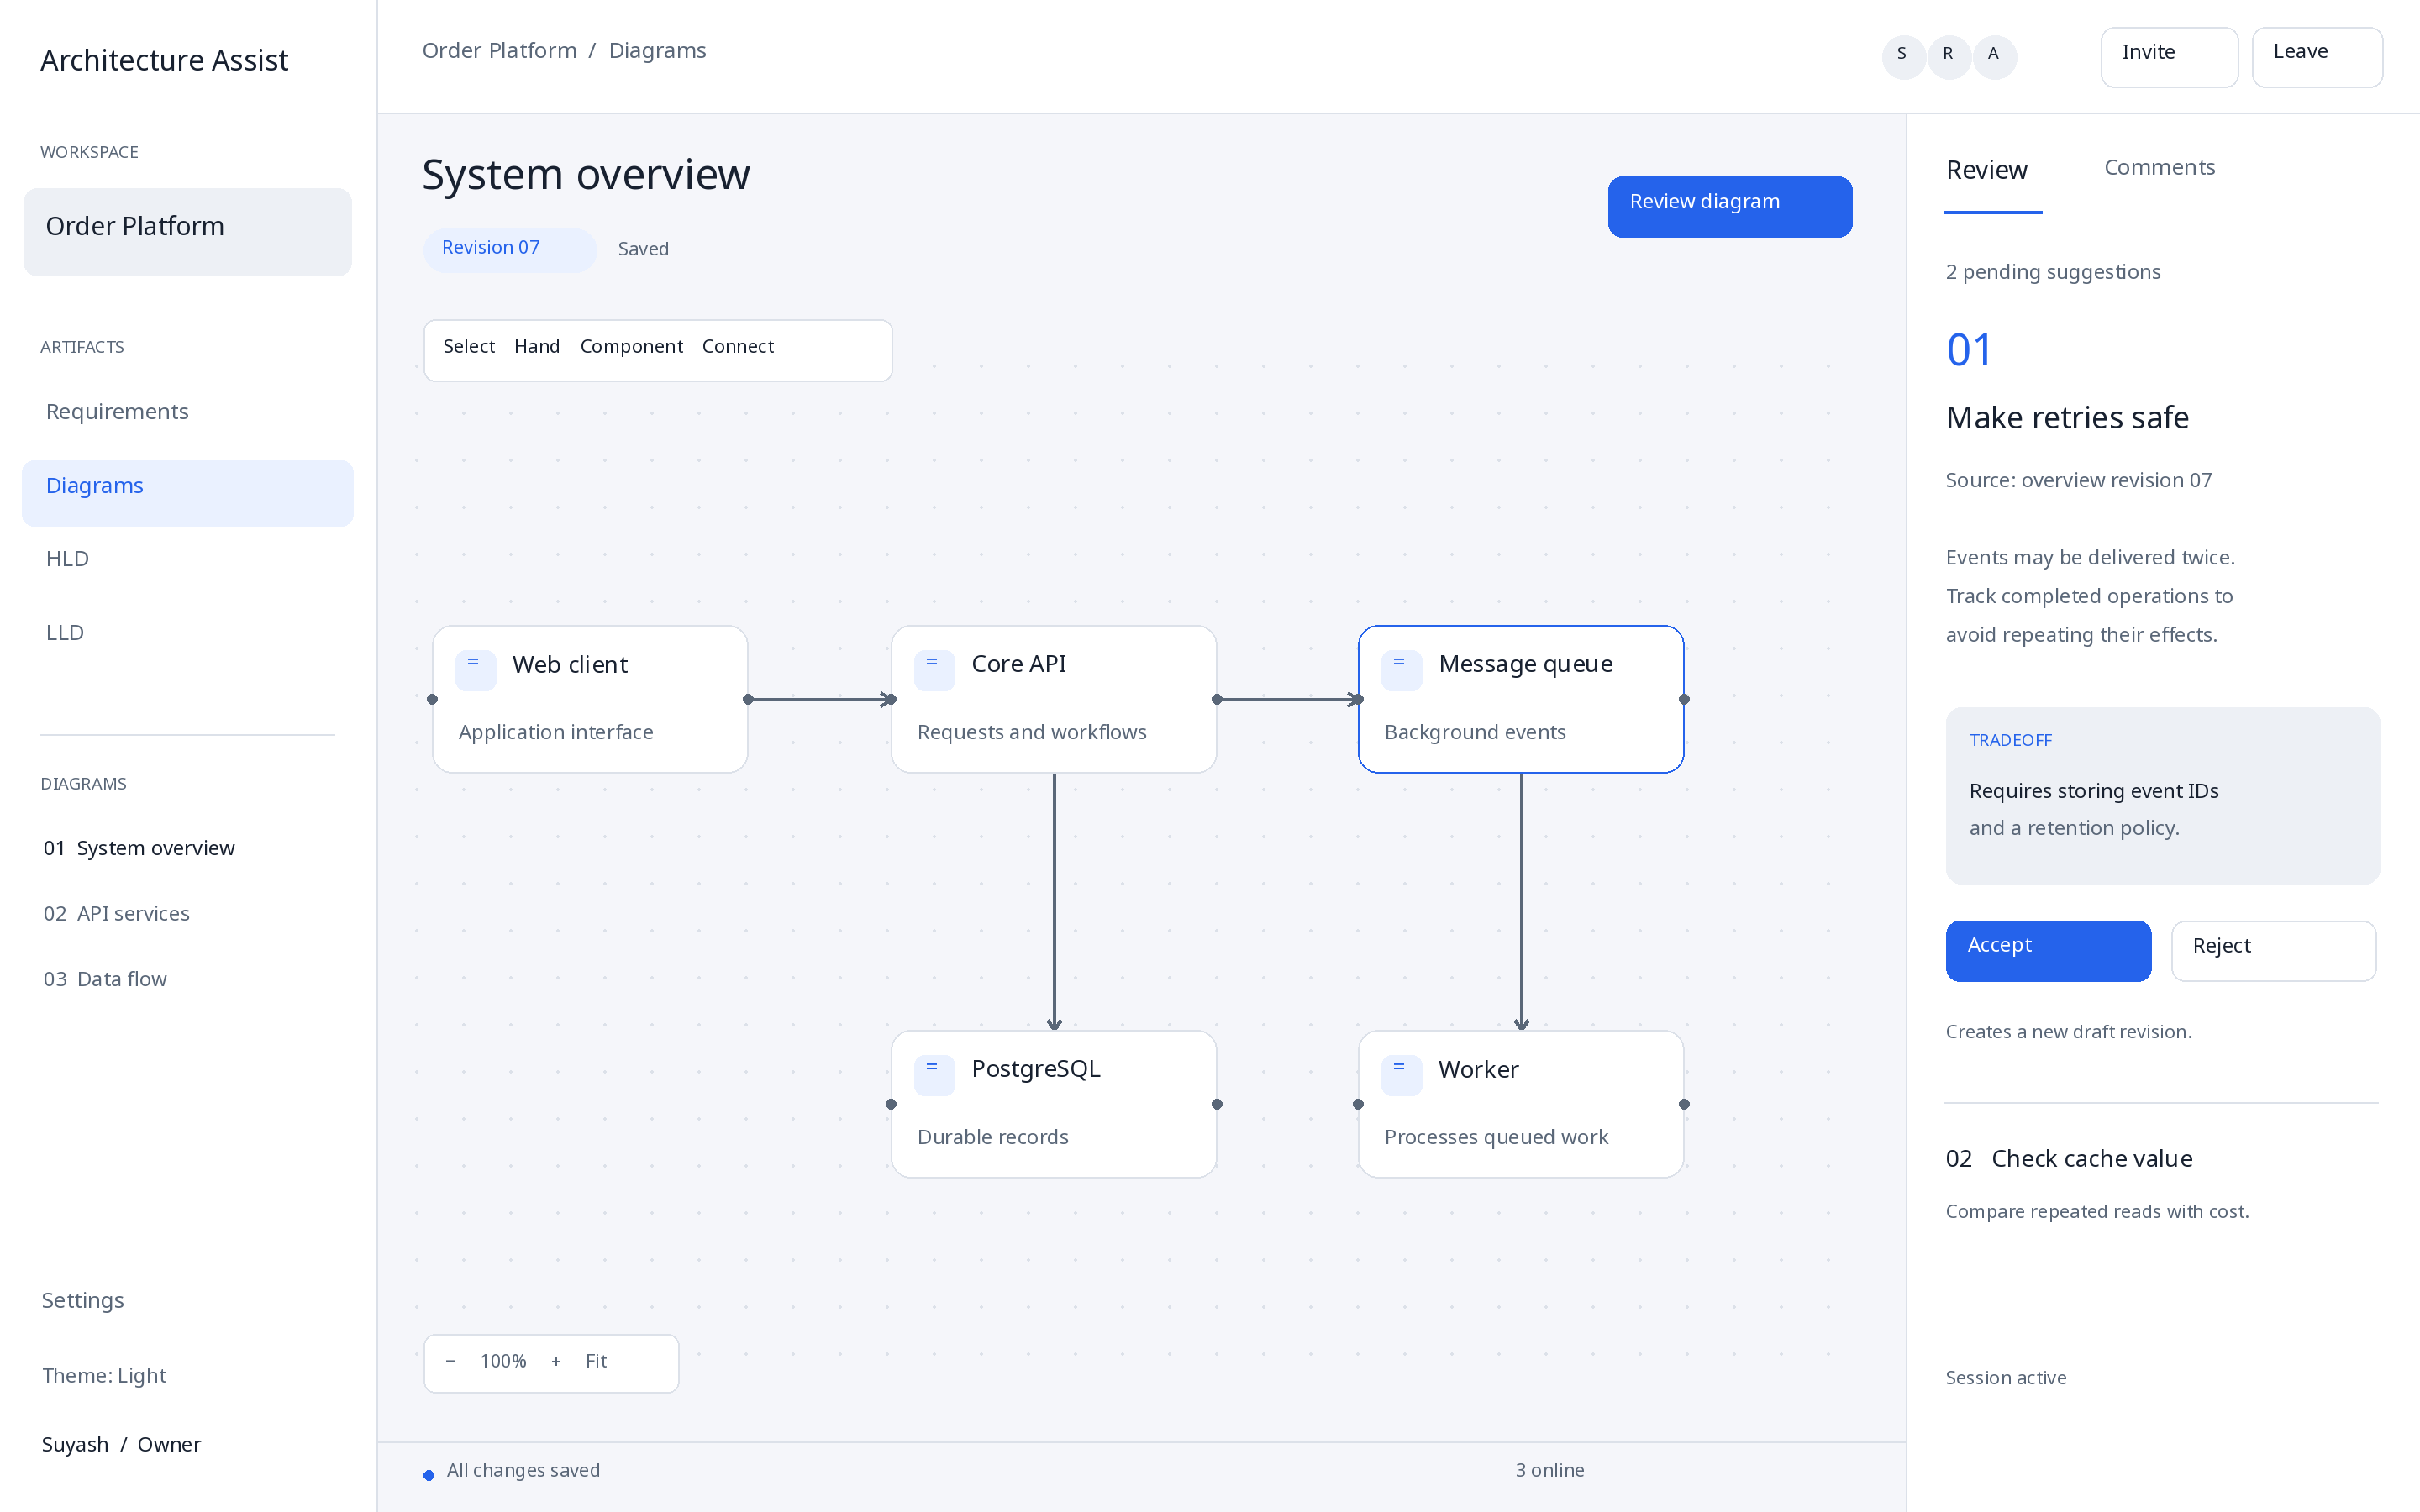 Architecture Assist
WORKSPACE
Order Platform
ARTIFACTS
Requirements
Diagrams
HLD
LLD
DIAGRAMS
01 System overview
02 API services
03 Data flow
Settings
Theme: Light
Suyash / Owner
Order Platform / Diagrams
S R A
Invite
Leave
System overview
Revision 07 Saved
Review diagram
Select Hand Component Connect
= Web client
Application interface
= Core API
Requests and workflows
= Message queue
Background events
= PostgreSQL
Durable records
= Worker
Processes queued work
− 100% + Fit
All changes saved
3 online
Review Comments
2 pending suggestions
01
Make retries safe
Source: overview revision 07
Events may be delivered twice.
Track completed operations to
avoid repeating their effects.
TRADEOFF
Requires storing event IDs
and a retention policy.
Accept
Reject
Creates a new draft revision.
02 Check cache value
Compare repeated reads with cost.
Session active